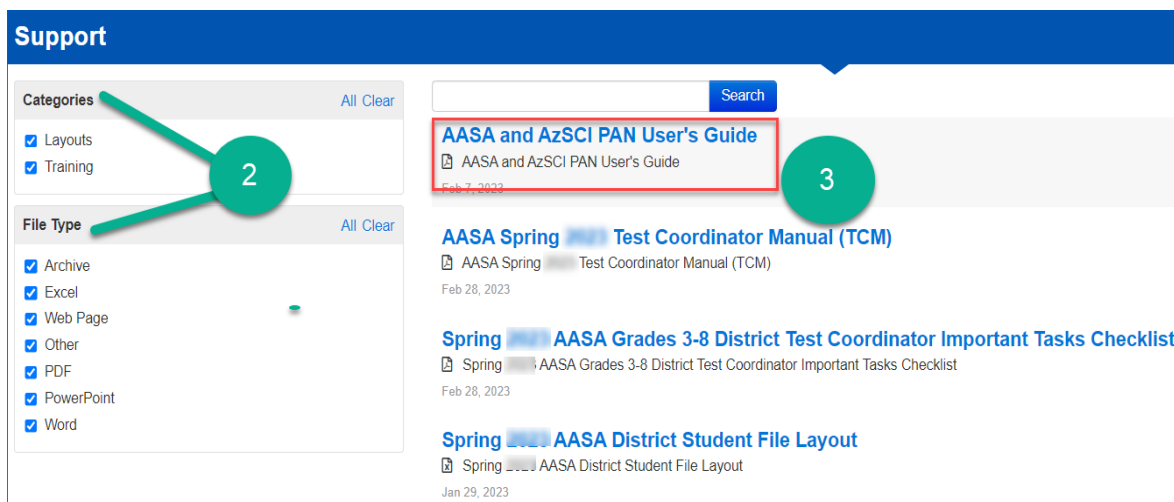 Support
Categories All Clear
Layouts
Training
2
File Type All Clear
Archive
Excel
Web Page
Other
PDF
PowerPoint
Word
Search
AASA and AzSCI PAN User's Guide
AASA and AzSCI PAN User's Guide
Feb 7, 2023
3
AASA Spring Test Coordinator Manual (TCM)
AASA Spring Test Coordinator Manual (TCM)
Feb 28, 2023
Spring AASA Grades 3-8 District Test Coordinator Important Tasks Checklist
Spring AASA Grades 3-8 District Test Coordinator Important Tasks Checklist
Feb 28, 2023
Spring AASA District Student File Layout
Spring AASA District Student File Layout
Jan 29, 2023